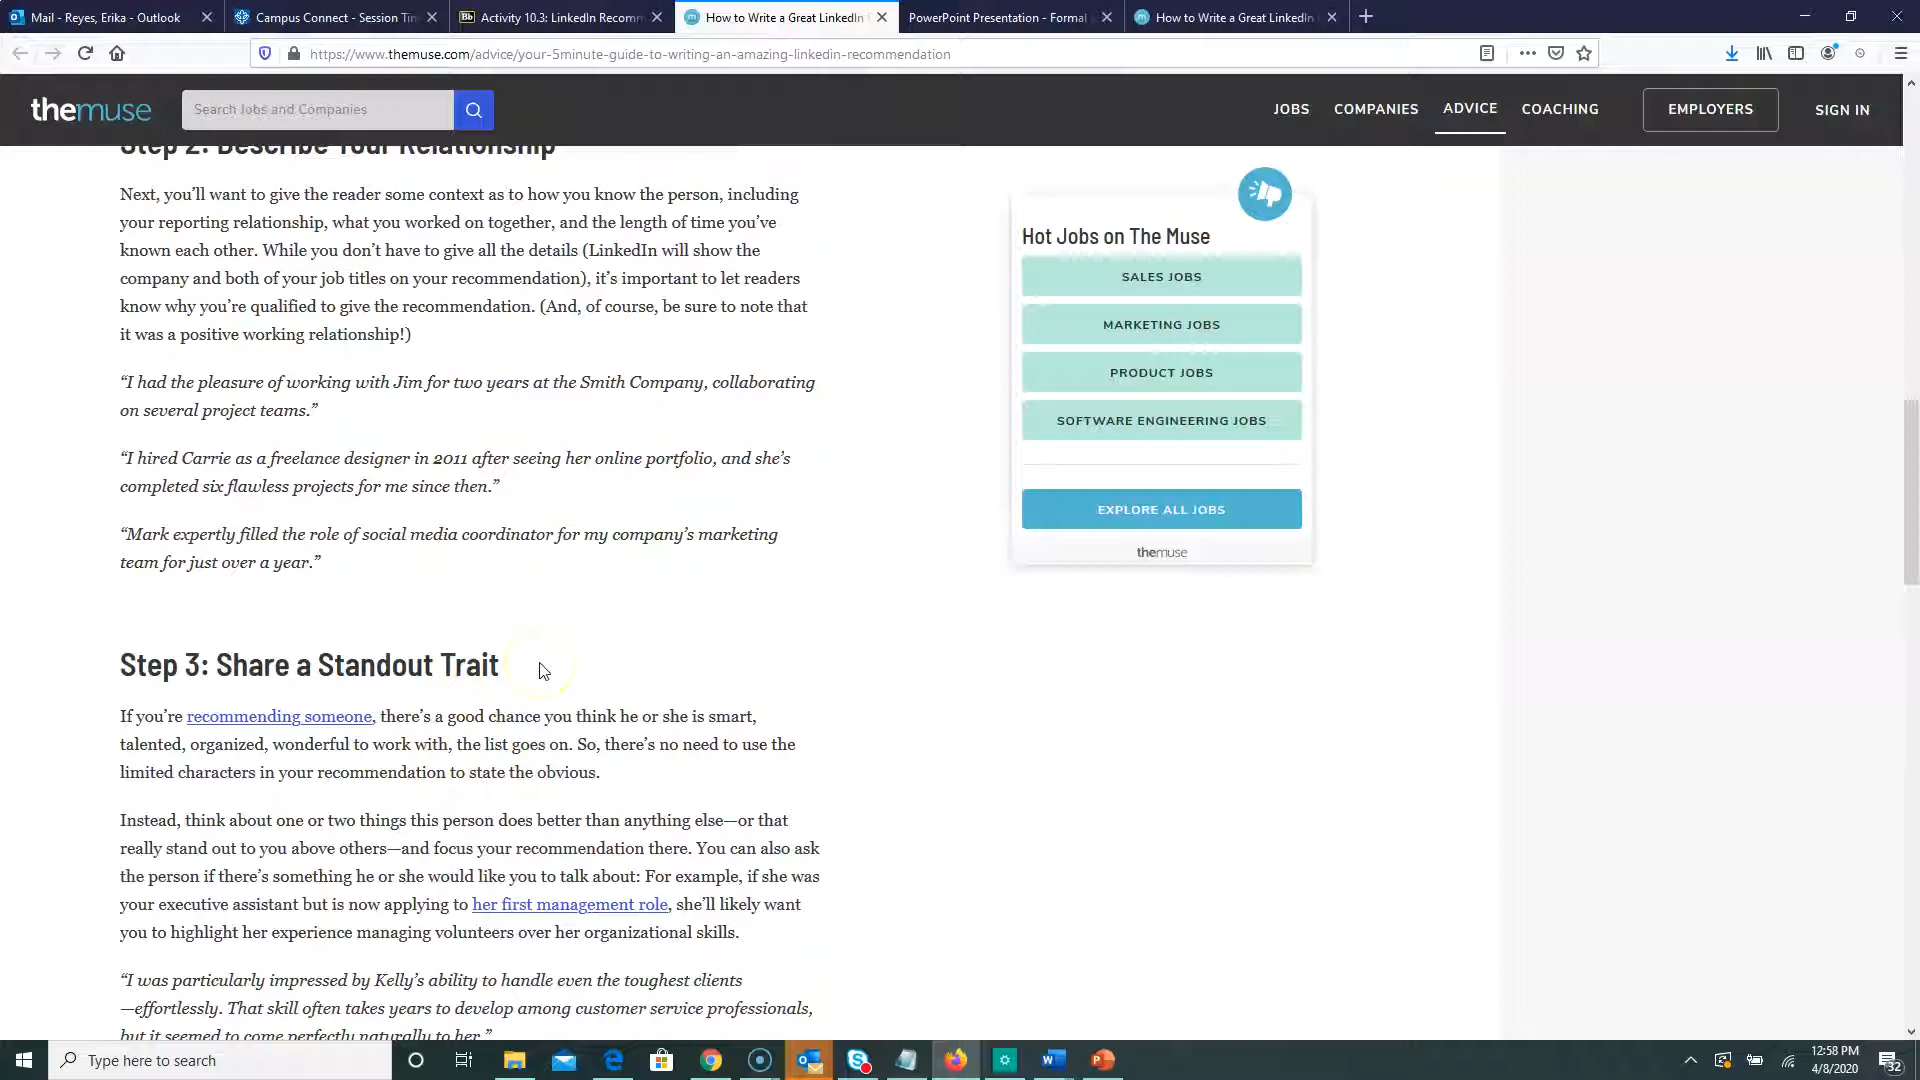 Mail - Reyes, Erika - Outlook
Campus Connect - Session Tim
Activity 10.3: LinkedIn Recomm
How to Write a Great LinkedIn
PowerPoint Presentation - Formal
How to Write a Great LinkedIn
https://www.themuse.com/advice/your-5minute-guide-to-writing-an-amazing-linkedin-recommendation
themuse
Search Jobs and Companies
JOBS
COMPANIES
ADVICE
COACHING
EMPLOYERS
SIGN IN
Step 2: Describe Your Relationship
Next, you’ll want to give the reader some context as to how you know the person, including
your reporting relationship, what you worked on together, and the length of time you’ve
known each other. While you don’t have to give all the details (LinkedIn will show the
company and both of your job titles on your recommendation), it’s important to let readers
know why you’re qualified to give the recommendation. (And, of course, be sure to note that
it was a positive working relationship!)
“I had the pleasure of working with Jim for two years at the Smith Company, collaborating
on several project teams.”
“I hired Carrie as a freelance designer in 2011 after seeing her online portfolio, and she’s
completed six flawless projects for me since then.”
“Mark expertly filled the role of social media coordinator for my company’s marketing
team for just over a year.”
Step 3: Share a Standout Trait
If you’re recommending someone, there’s a good chance you think he or she is smart,
talented, organized, wonderful to work with, the list goes on. So, there’s no need to use the
limited characters in your recommendation to state the obvious.
Instead, think about one or two things this person does better than anything else—or that
really stand out to you above others—and focus your recommendation there. You can also ask
the person if there’s something he or she would like you to talk about: For example, if she was
your executive assistant but is now applying to her first management role, she’ll likely want
you to highlight her experience managing volunteers over her organizational skills.
“I was particularly impressed by Kelly’s ability to handle even the toughest clients
—effortlessly. That skill often takes years to develop among customer service professionals,
but it seemed to come perfectly naturally to her.”
Hot Jobs on The Muse
SALES JOBS
MARKETING JOBS
PRODUCT JOBS
SOFTWARE ENGINEERING JOBS
EXPLORE ALL JOBS
themuse
Type here to search
12:58 PM
4/8/2020
32